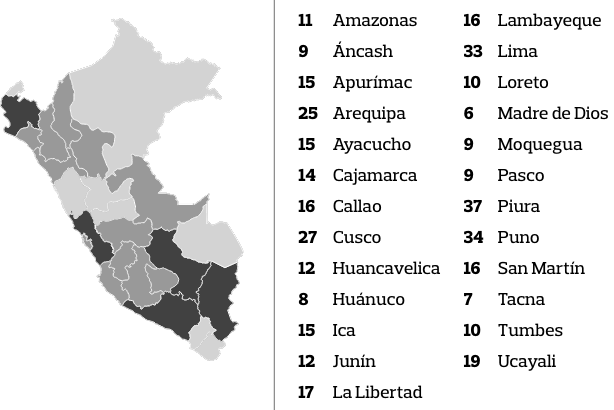 11 Amazonas
9 Áncash
15 Apurímac
25 Arequipa
15 Ayacucho
14 Cajamarca
16 Callao
27 Cusco
12 Huancavelica
8 Huánuco
15 Ica
12 Junín
17 La Libertad
16 Lambayeque
33 Lima
10 Loreto
6 Madre de Dios
9 Moquegua
9 Pasco
37 Piura
34 Puno
16 San Martín
7 Tacna
10 Tumbes
19 Ucayali